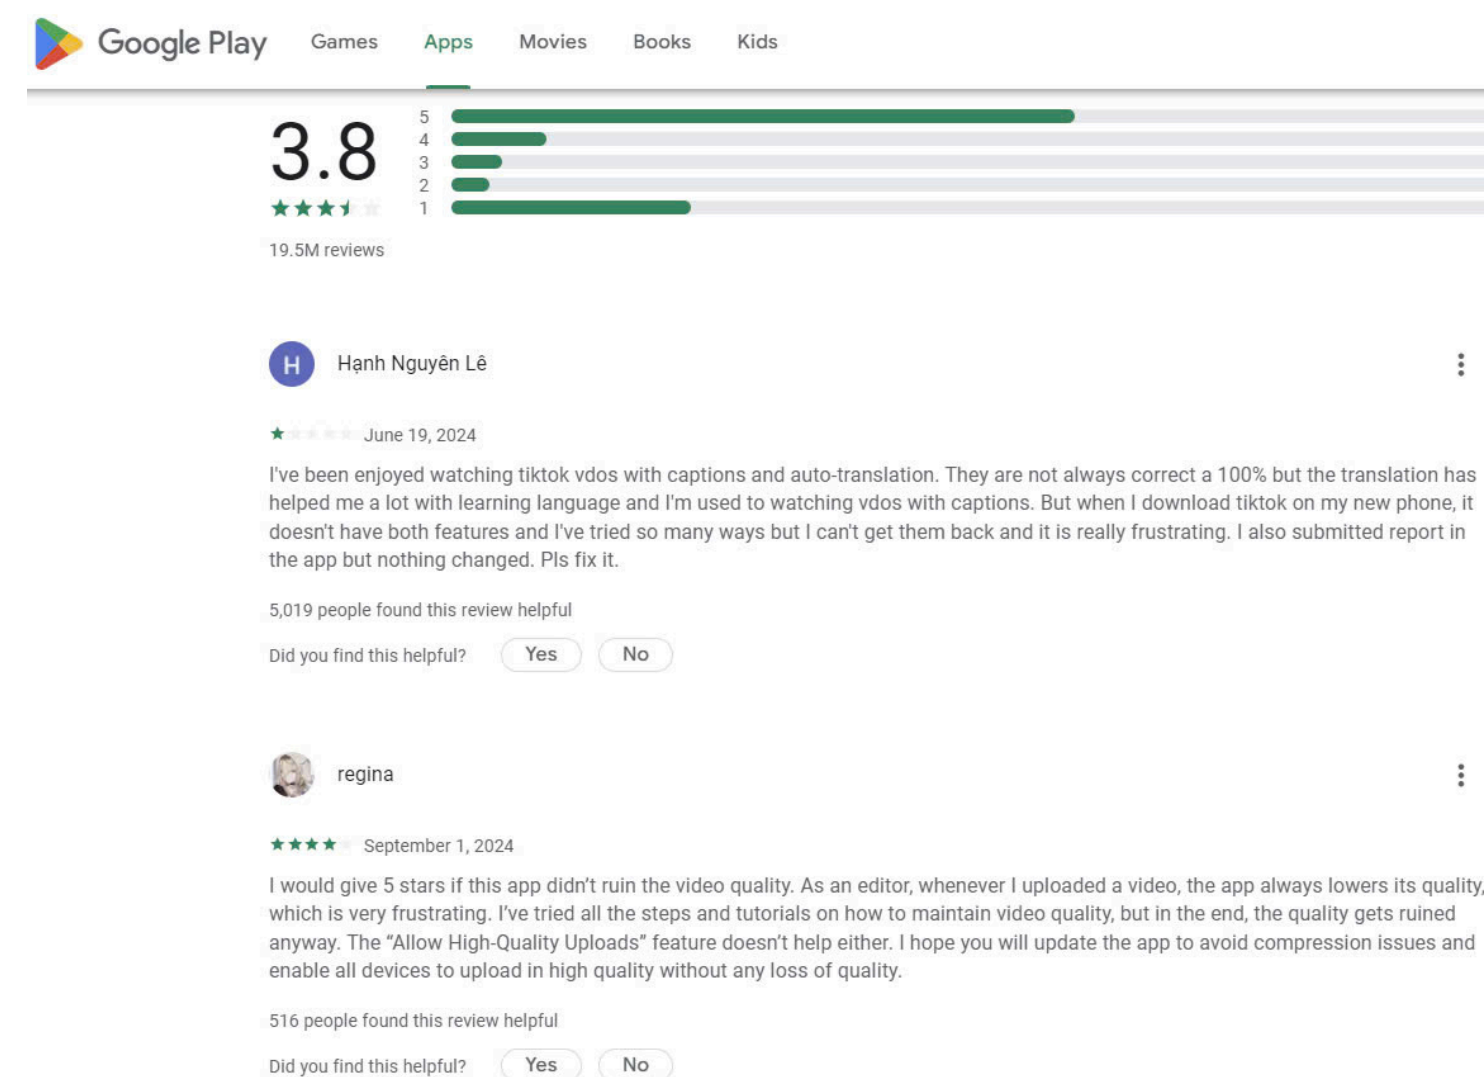 Google Play Games Apps Movies Books Kids
3.8
5
4
3
2
1
19.5M reviews
H Hạnh Nguyên Lê
June 19, 2024
I've been enjoyed watching tiktok vdos with captions and auto-translation. They are not always correct a 100% but the translation has
helped me a lot with learning language and I'm used to watching vdos with captions. But when I download tiktok on my new phone, it
doesn't have both features and I've tried so many ways but I can't get them back and it is really frustrating. I also submitted report in
the app but nothing changed. Pls fix it.
5,019 people found this review helpful
Did you find this helpful? Yes No
regina
September 1, 2024
I would give 5 stars if this app didn’t ruin the video quality. As an editor, whenever I uploaded a video, the app always lowers its quality,
which is very frustrating. I’ve tried all the steps and tutorials on how to maintain video quality, but in the end, the quality gets ruined
anyway. The “Allow High-Quality Uploads” feature doesn’t help either. I hope you will update the app to avoid compression issues and
enable all devices to upload in high quality without any loss of quality.
516 people found this review helpful
Did you find this helpful? Yes No